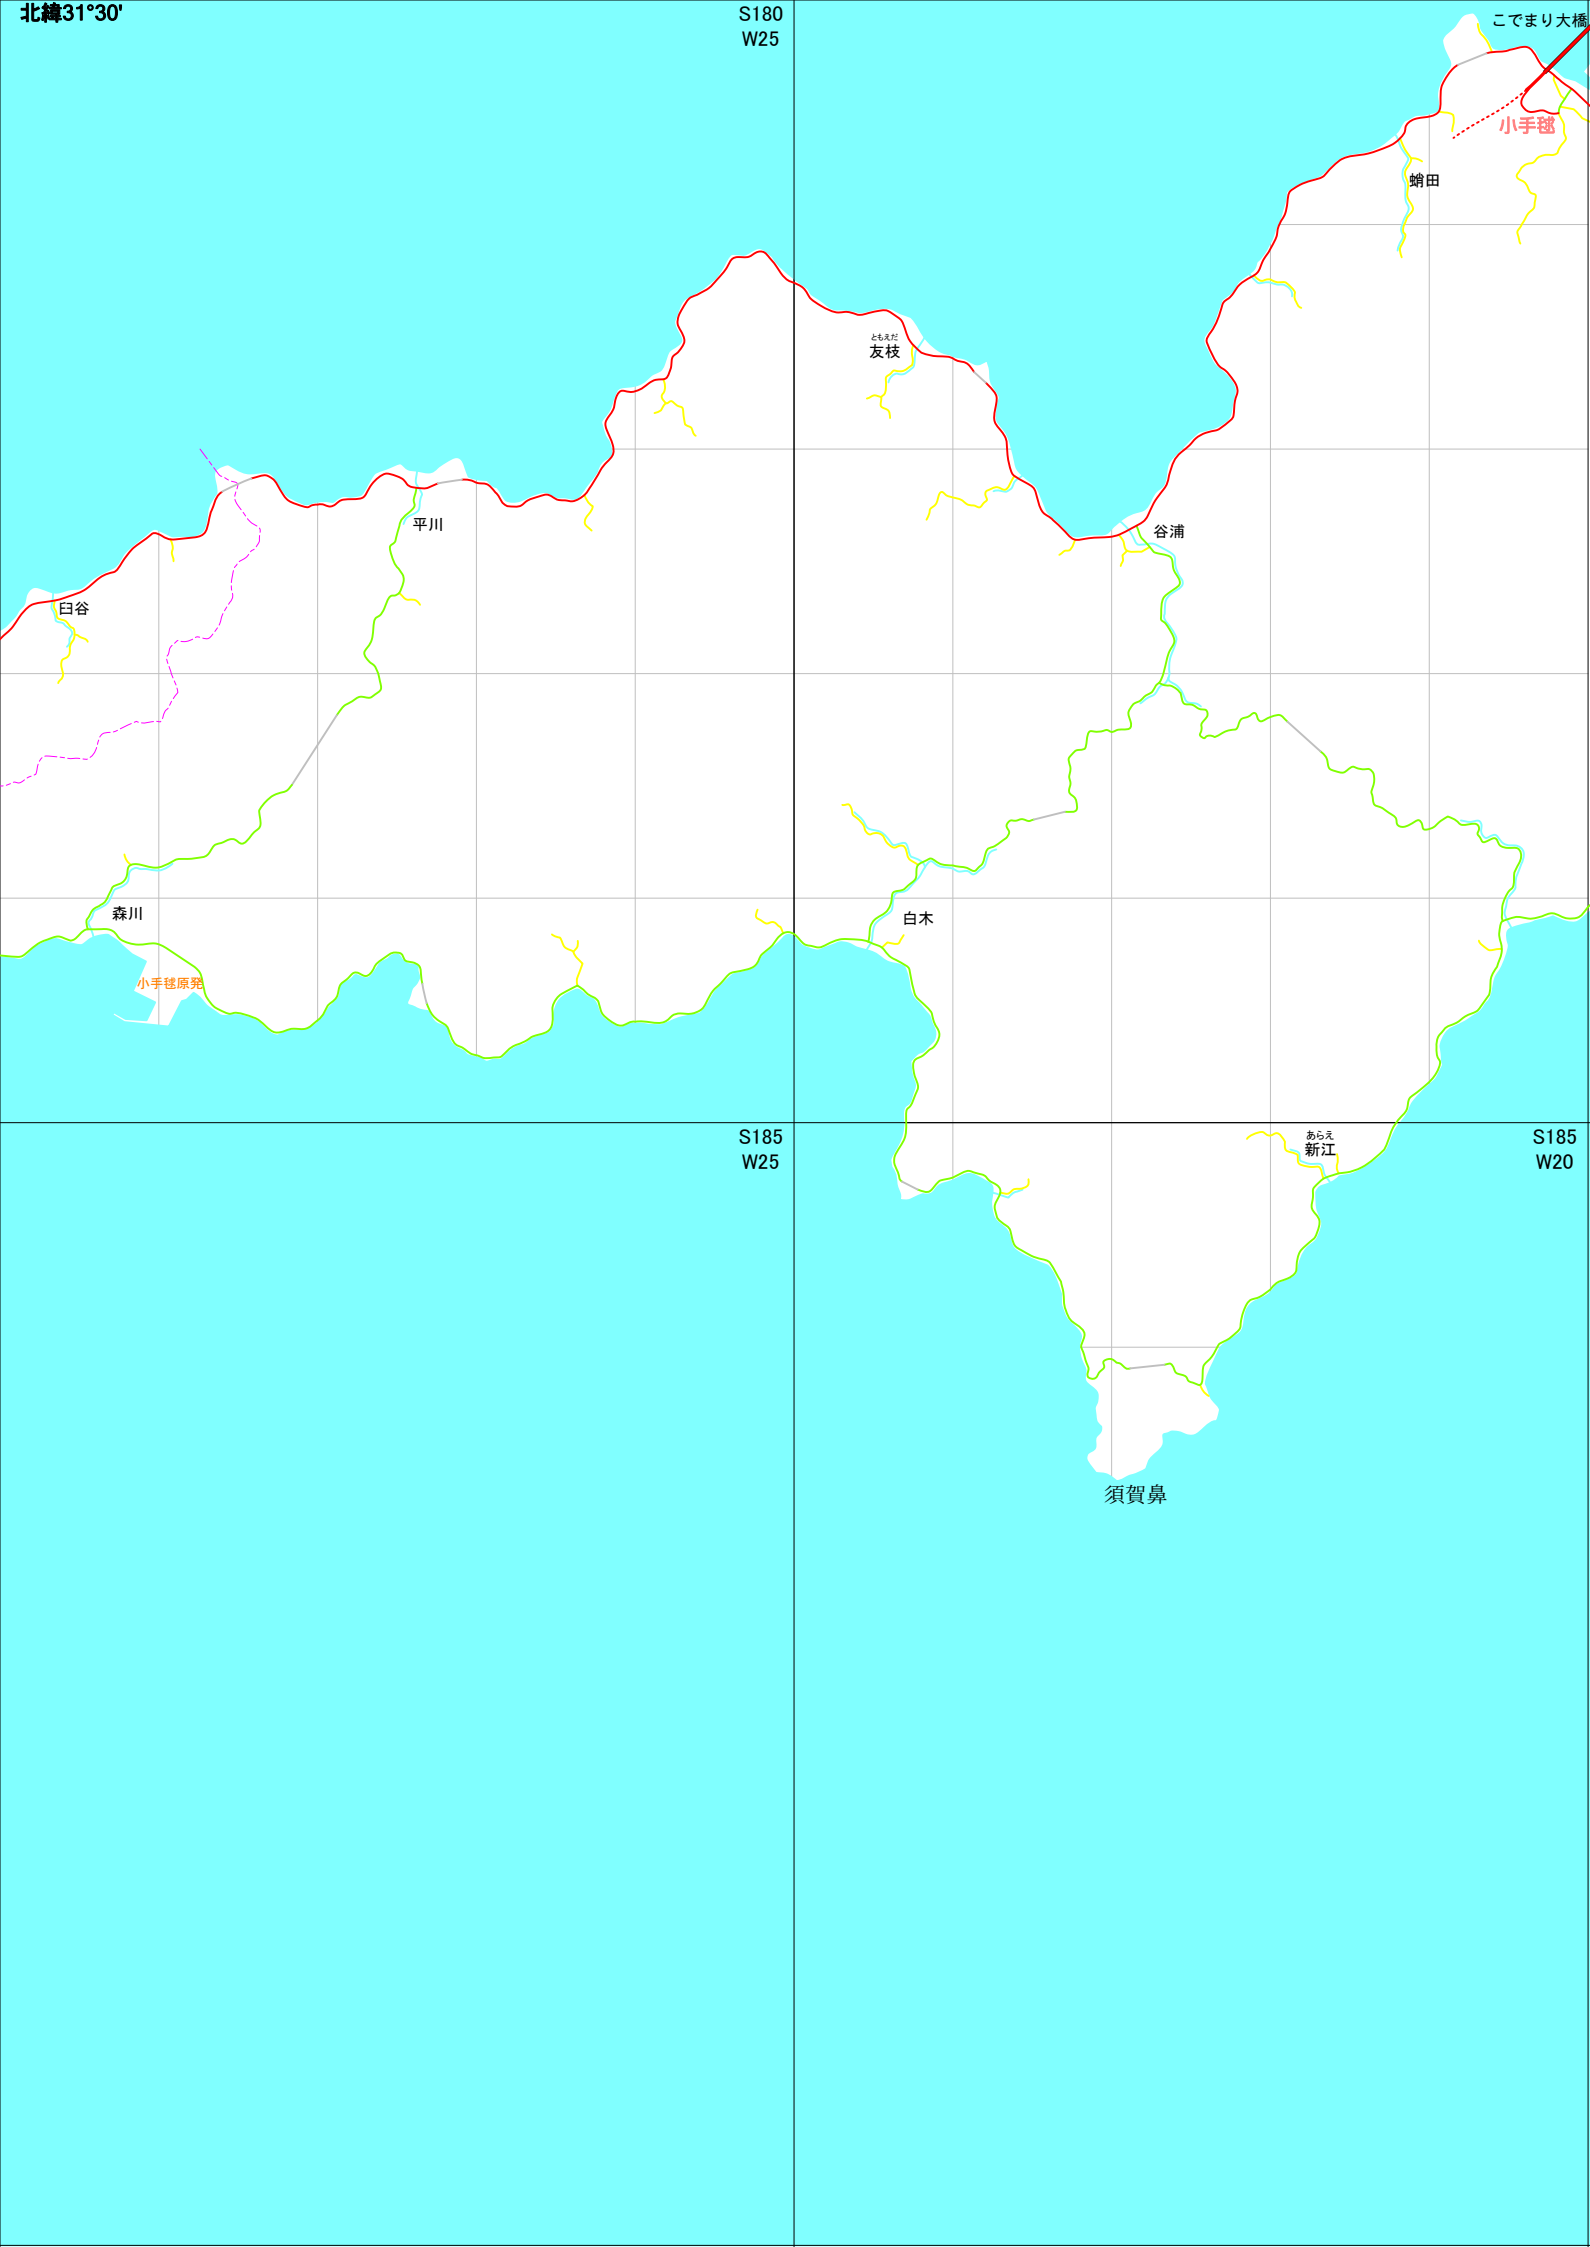 北緯31°30'
S180
W25
こでまり大橋
小手毬
蛸田
ともえだ
友枝
平川
谷浦
臼谷
森川
白木
小手毬原発
S185
W25
あらえ
新江
S185
W20
須賀鼻